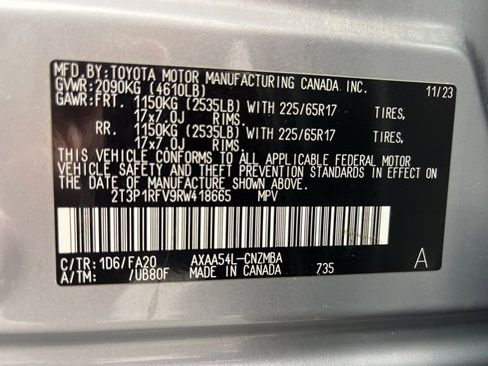 MFD. BY: TOYOTA MOTOR MANUFACTURING CANADA INC.
GVWR: 2090KG (4610LB) 11/23
GAWR: FRT. 1150KG (2535LB) WITH 225/65R17 TIRES,
17x7.0J RIMS.
RR. 1150KG (2535LB) WITH 225/65R17 TIRES,
17x7.0J RIMS.
THIS VEHICLE CONFORMS TO ALL APPLICABLE FEDERAL MOTOR
VEHICLE SAFETY AND THEFT PREVENTION STANDARDS IN EFFECT
ON THE DATE OF MANUFACTURE SHOWN ABOVE.
2T3P1RFV9RW418665 MPV
C/TR: 1D6/FA20 AXAA54L-CNZMBA A
A/TM: /UB80F MADE IN CANADA 735